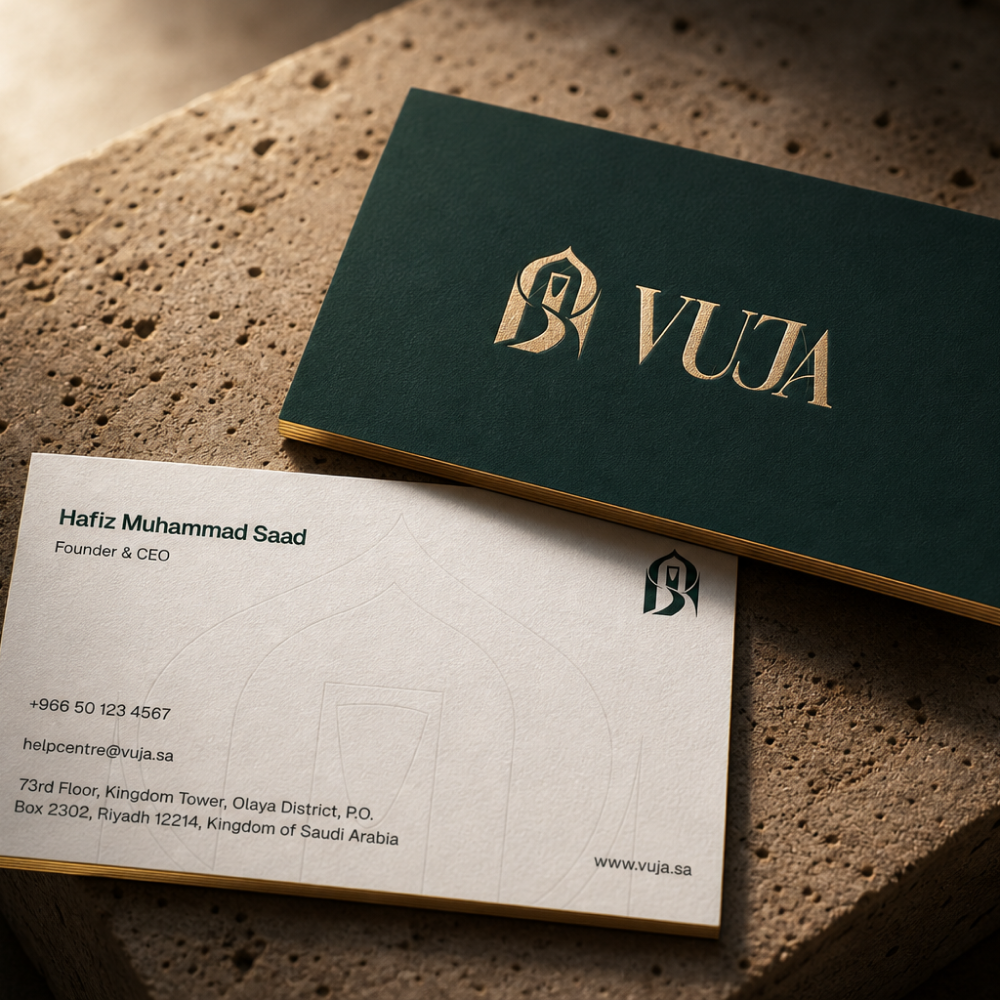 VUJA
Hafiz Muhammad Saad
Founder & CEO
+966 50 123 4567
helpcentre@vuja.sa
73rd Floor, Kingdom Tower, Olaya District, P.O.
Box 2302, Riyadh 12214, Kingdom of Saudi Arabia
www.vuja.sa